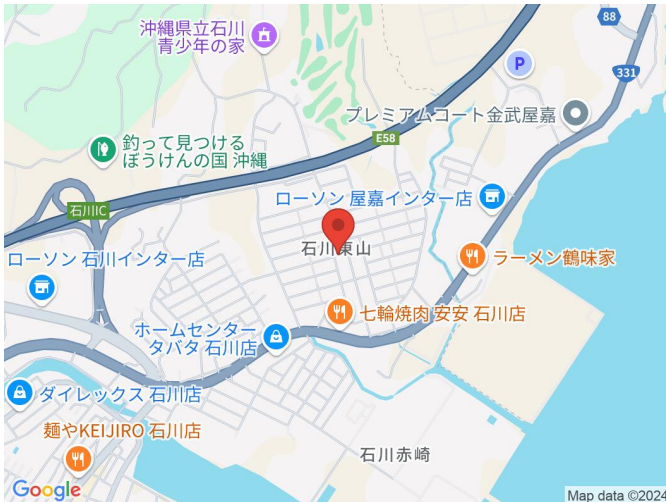 沖縄県立石川
青少年の家
88
331
P
プレミアムコート金武屋嘉
釣って見つける
ぼうけんの国 沖縄
E58
石川IC
ローソン 屋嘉インター店
石川東山
ローソン 石川インター店
ラーメン鶴味家
七輪焼肉 安安 石川店
ホームセンター
タバタ 石川店
ダイレックス 石川店
麺やKEIJIRO 石川店
石川赤崎
Google
Map data ©2024